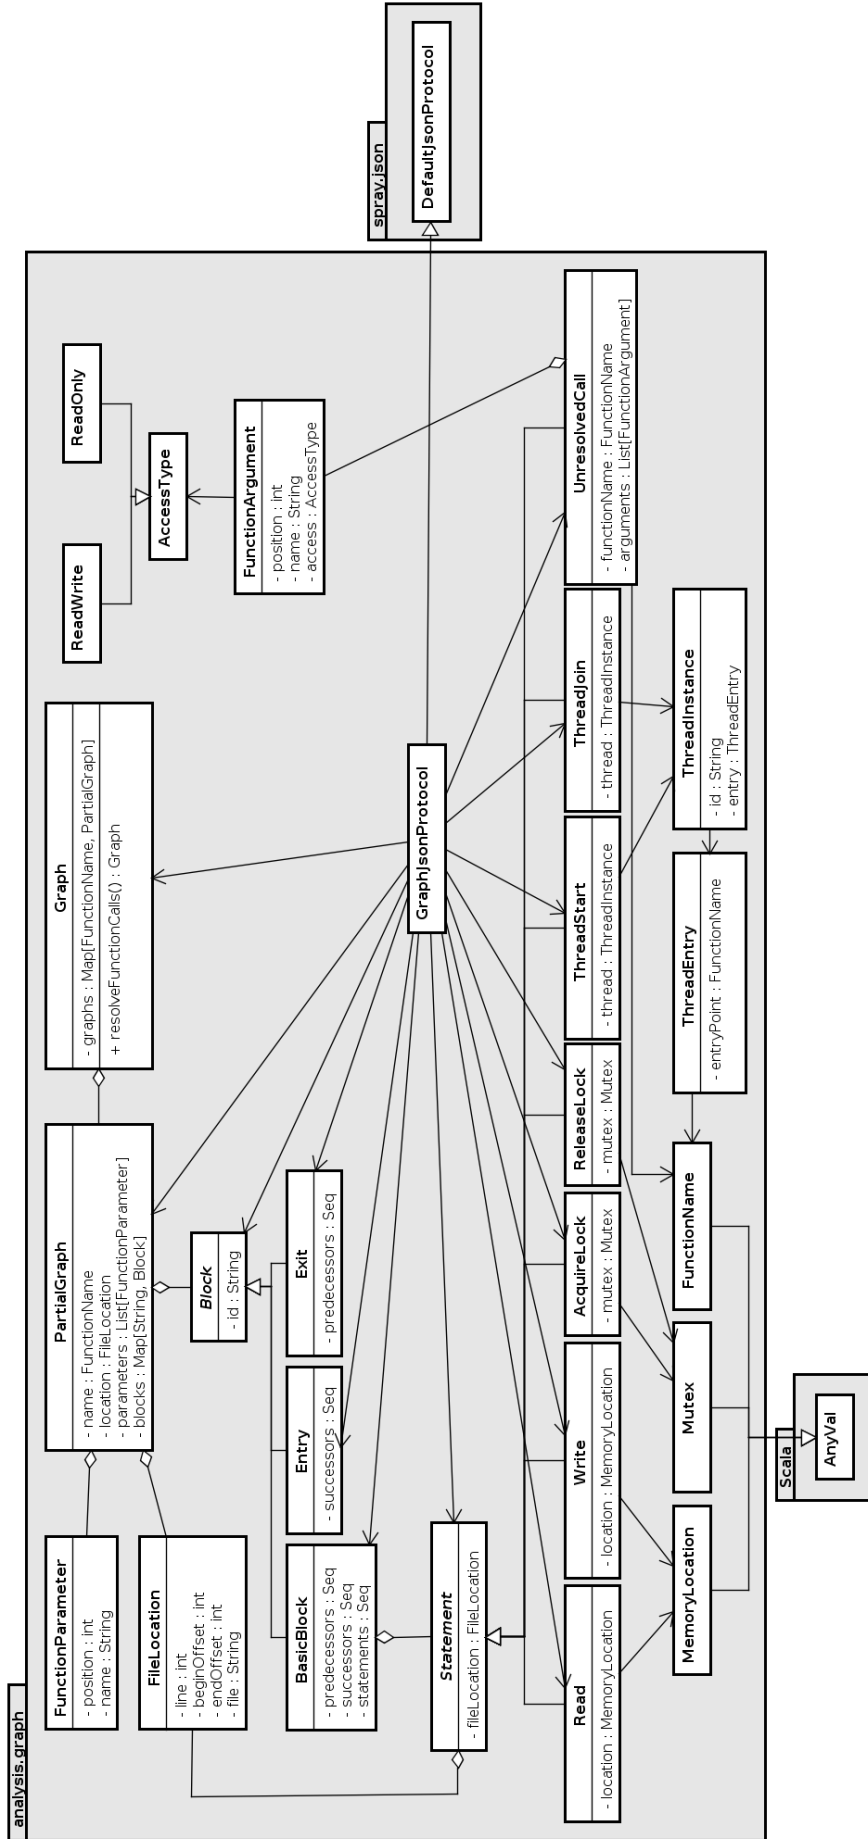 analysis.graph
FunctionParameter
- position : int
- name : String
PartialGraph
- name : FunctionName
- location : FileLocation
- parameters : List[FunctionParameter]
- blocks : Map[String, Block]
Graph
- graphs : Map[FunctionName, PartialGraph]
+ resolveFunctionCalls() : Graph
ReadWrite
ReadOnly
AccessType
FileLocation
- line : int
- beginOffset : int
- endOffset : int
- file : String
Block
- id : String
FunctionArgument
- position : int
- name : String
- access : AccessType
BasicBlock
- predecessors : Seq
- successors : Seq
- statements : Seq
Entry
- successors : Seq
Exit
- predecessors : Seq
GraphJsonProtocol
spray.json
DefaultJsonProtocol
Statement
- fileLocation : FileLocation
Read
- location : MemoryLocation
Write
- location : MemoryLocation
AcquireLock
- mutex : Mutex
ReleaseLock
- mutex : Mutex
ThreadStart
- thread : ThreadInstance
ThreadJoin
- thread : ThreadInstance
UnresolvedCall
- functionName : FunctionName
- arguments : List[FunctionArgument]
MemoryLocation
Mutex
FunctionName
ThreadEntry
- entryPoint : FunctionName
ThreadInstance
- id : String
- entry : ThreadEntry
Scala
AnyVal